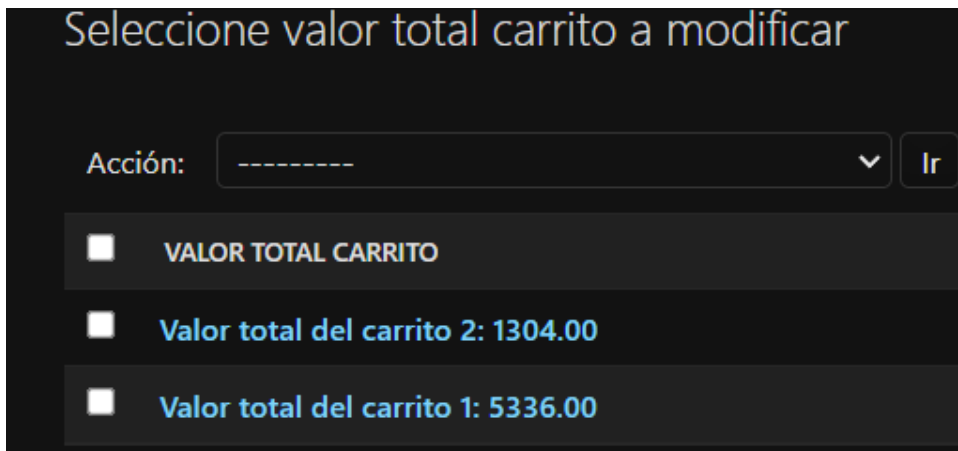 Seleccione valor total carrito a modificar
Acción: --------- Ir
VALOR TOTAL CARRITO
Valor total del carrito 2: 1304.00
Valor total del carrito 1: 5336.00